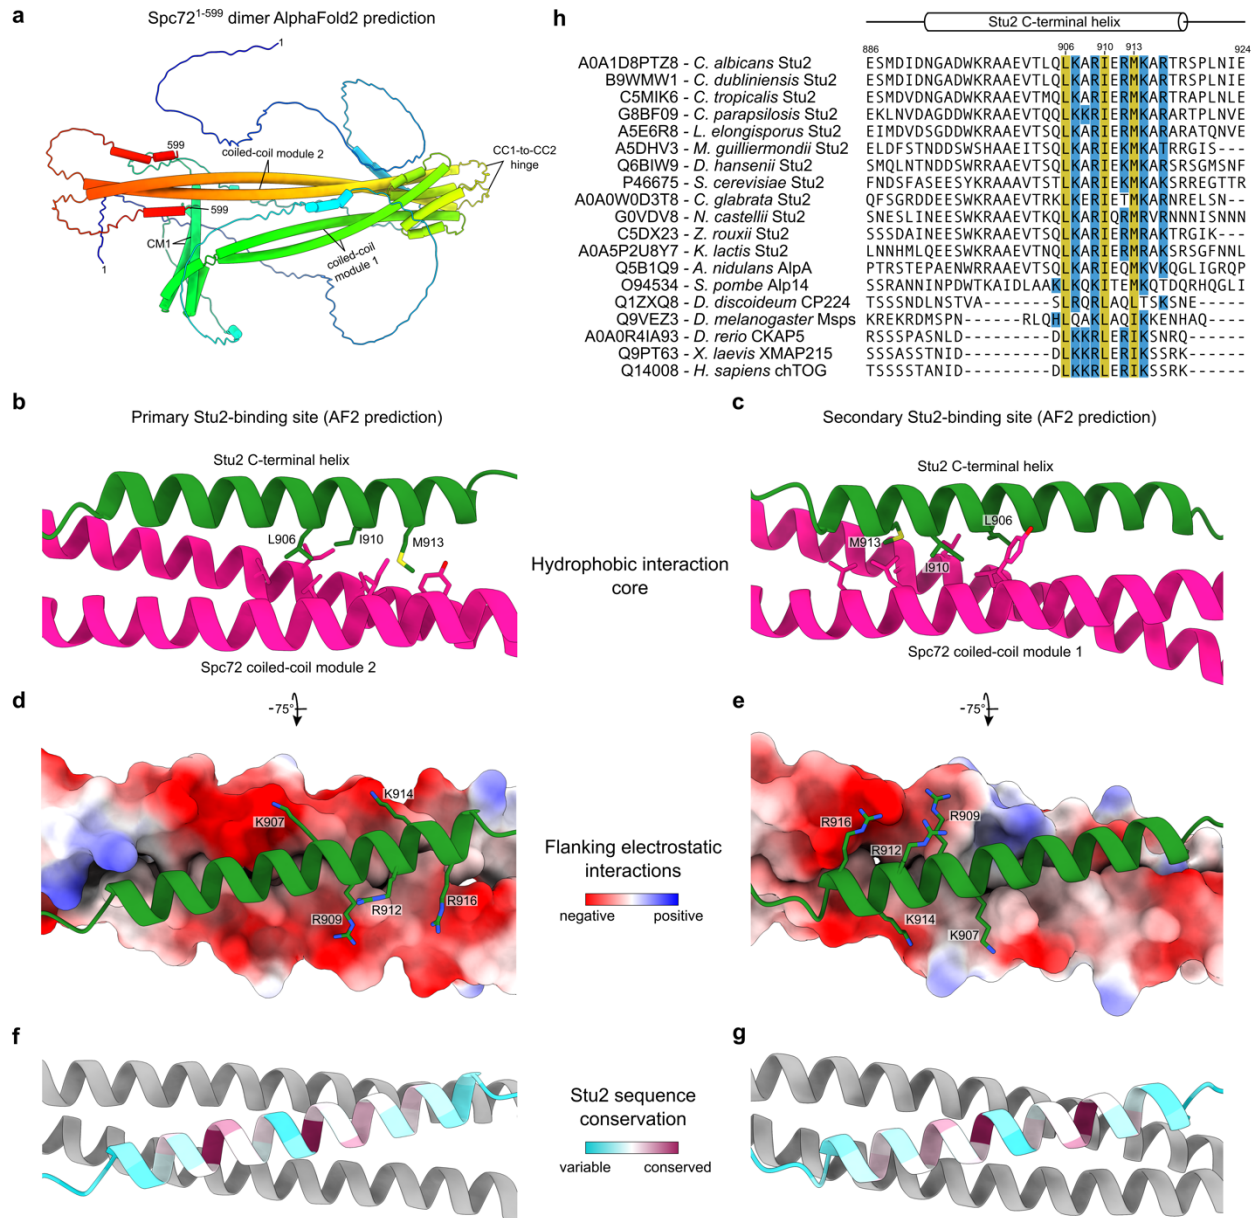 a
Spc72¹⁻⁵⁹⁹ dimer AlphaFold2 prediction
1
599
coiled-coil module 2
CC1-to-CC2
hinge
599
CM1
1
coiled-coil
module 1
h
Stu2 C-terminal helix
886 906 910 913 924
A0A1D8PTZ8 - C. albicans Stu2 ESMDIDNGADWKRAAEVTLQLKARIERMKARTRSPLNIE
B9WMW1 - C. dubliniensis Stu2 ESMDVDNGADWKRAAEVTLQLKARIERMKARTRSPLNIE
C5MIK6 - C. tropicalis Stu2 ESMDVDNGADWKRAAEVTMQLKARIERMKARTRAPLNLE
G8BF09 - C. parapsilosis Stu2 EKLNVDAGGDWKRAAEVTMQLKKRIERMKARARTPLNVE
A5E6R8 - L. elongisporus Stu2 EIMDVDSGGDWKRAAEVTMQLKARIERMKARARATQNVE
A5DHV3 - M. guilliermondii Stu2 ELDFSTNDDWSHRAAEVTSQLKARIERMKATRRGIS----
Q6BIW9 - D. hansenii Stu2 SMQLNTNDDWSNRAAEVTSQLKARIERMKARSRSGMSNF
P46675 - S. cerevisiae Stu2 FNDSFASEESYKRAAAVTSTLKERIEKMKAKSRREGTTR
A0A0W0D3T8 - C. glabrata Stu2 QFSGRDDEESWKRAAEVTRKLKERIETMKARNRELSN--
G0VDV8 - N. castellii Stu2 SNESLINEESWKRAAEVTKQLKARIQRMRVRNNNISNNN
C5DX23 - Z. rouxii Stu2 SSSDAINEESWRRAAEVTSKLKARIERMRAKTRGIS---
A0A5P2U8Y7 - K. lactis Stu2 LNNHMLQEESWKRAAEVTNQLKARIERMKAKSRSGFNNL
Q5B1Q9 - A. nidulans AlpA PTRSTEPAENWRRAAEVTSQLKARIEQMKVKQGLIGRQP
O94534 - S. pombe Alp14 SSRANNINPDWTKAIDLAAKLKQKITEMKQTDQRHQGLI
Q1ZXQ8 - D. discoideum CP224 TSSSNDLNSTVA-------SLRQRLAQLTSKSNE-----
Q9VEZ3 - D. melanogaster Msps KREKRDMSPN------RLQHLQAKLAQIKKENHAQ----
A0A0R4IA93 - D. rerio CKAP5 RSSSPASNLD---------DLKKRLERIKSNRQ------
Q9PT63 - X. laevis XMAP215 SSSASSTNID---------DLKKRLERIKSSRK------
Q14008 - H. sapiens chTOG TSSSSTANID---------DLKKRLERIKSSRK------
b
Primary Stu2-binding site (AF2 prediction)
Stu2 C-terminal helix
L906
I910
M913
Spc72 coiled-coil module 2
Hydrophobic interaction
core
c
Secondary Stu2-binding site (AF2 prediction)
Stu2 C-terminal helix
L906
M913
I910
Spc72 coiled-coil module 1
d
-75°
K914
K907
R909
R912
R916
Flanking electrostatic
interactions
negative positive
e
-75°
R916
R909
R912
K914
K907
f
Stu2 sequence
conservation
variable conserved
g